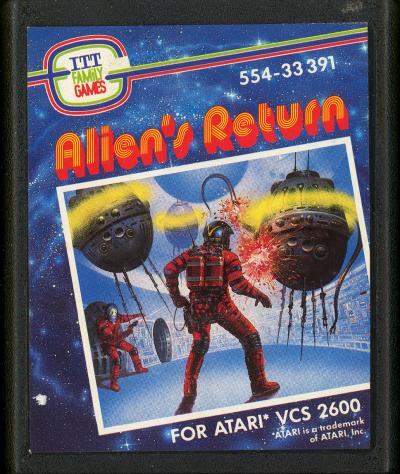 ITT
FAMILY
GAMES
554-33 391
Alien's Return
FOR ATARI* VCS 2600
*ATARI is a trademark
of ATARI, Inc.